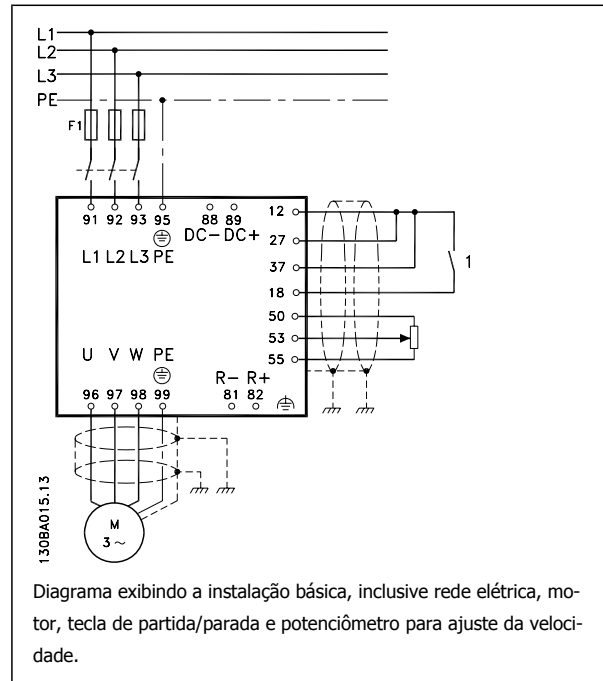 L1
L2
L3
PE
F1
91 92 93 95 88 89
DC- DC+
L1 L2 L3 PE
12
27
37
18
50
53
55
1
U V W PE
R- R+
96 97 98 99 81 82
M
3 ~
130BA015.13
Diagrama exibindo a instalação básica, inclusive rede elétrica, mo-
tor, tecla de partida/parada e potenciômetro para ajuste da veloci-
dade.